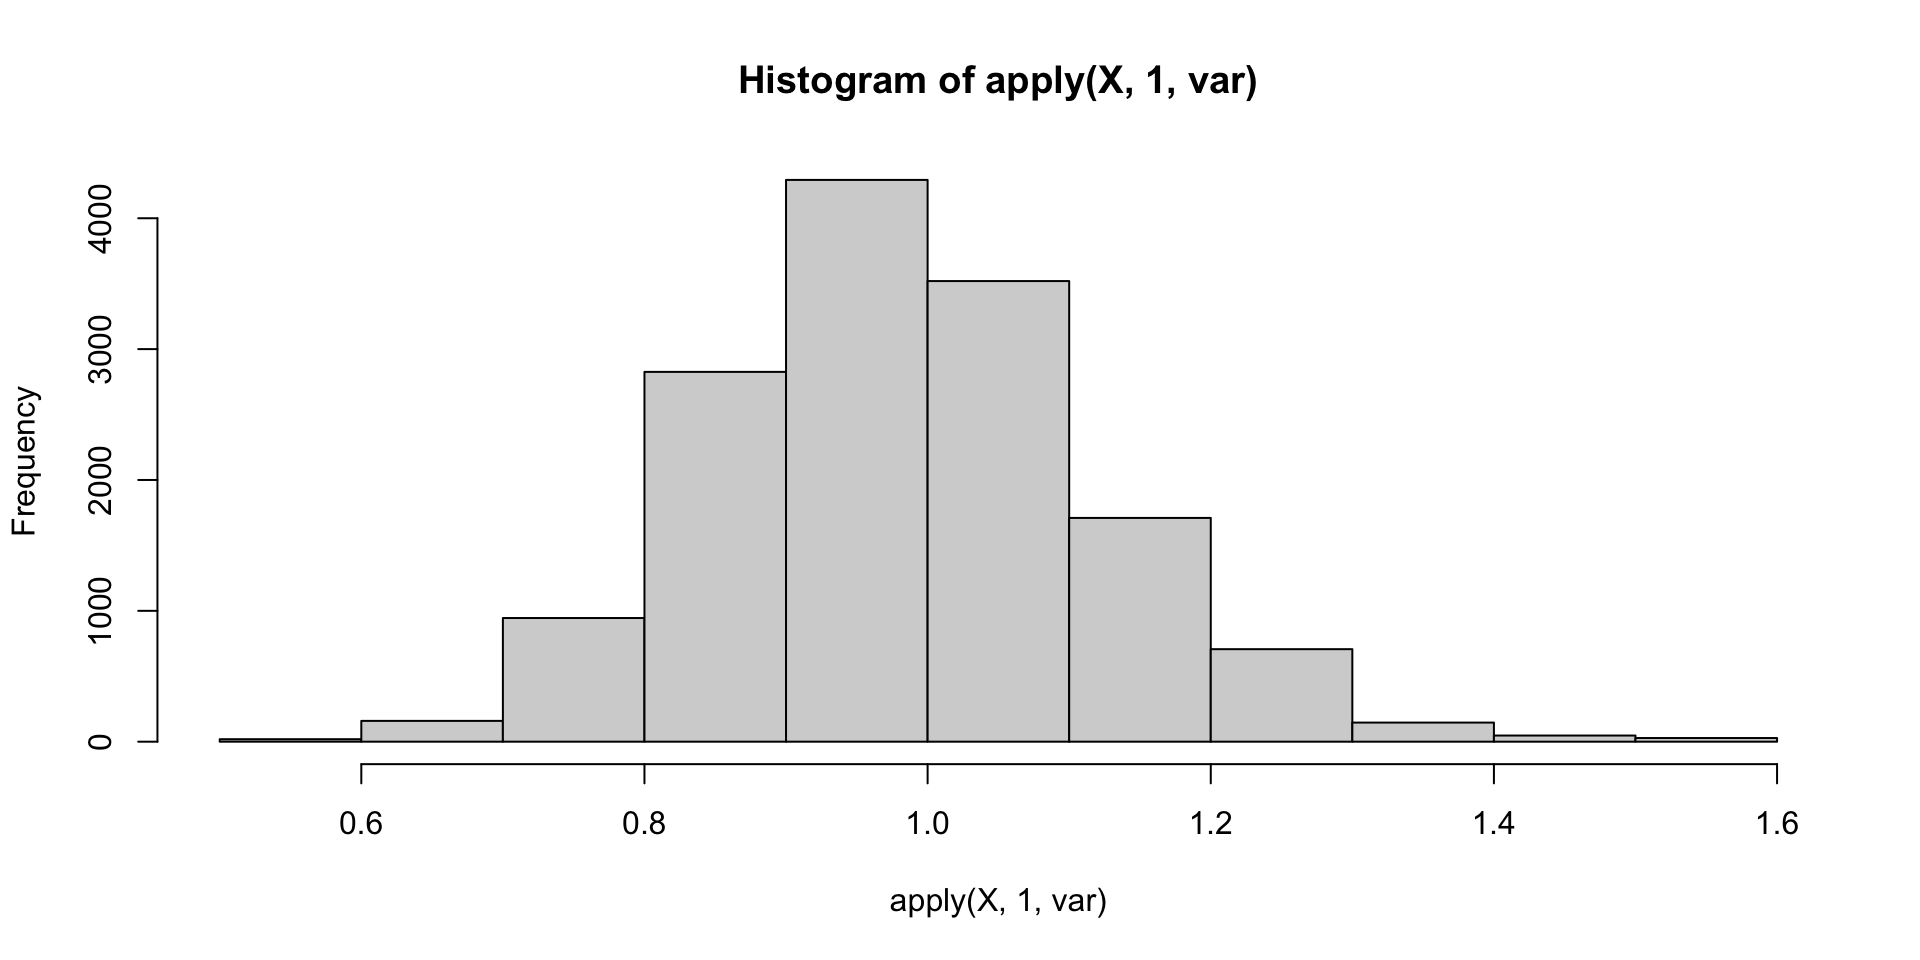 Histogram of apply(X, 1, var)
Frequency
4000
3000
2000
1000
0
0.6 0.8 1.0 1.2 1.4 1.6
apply(X, 1, var)